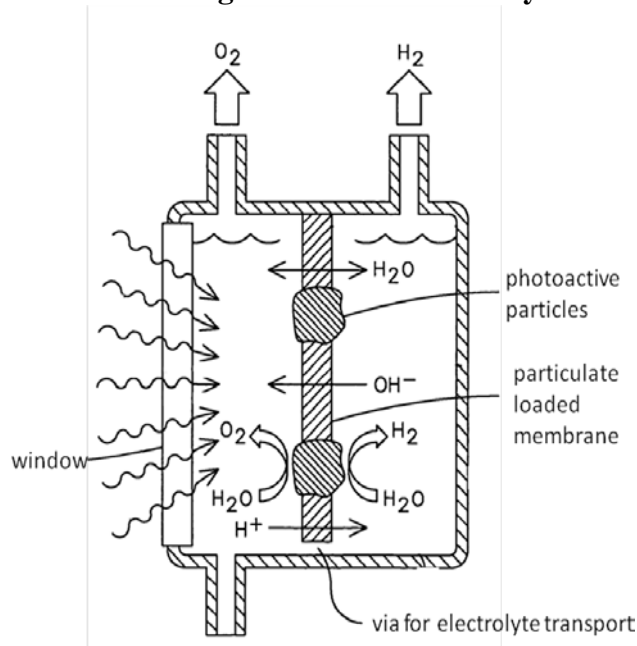 O₂
H₂
H₂O
photoactive
particles
OH−
particulate
loaded
membrane
O₂
H₂
window
H₂O
H₂O
H⁺
via for electrolyte transport